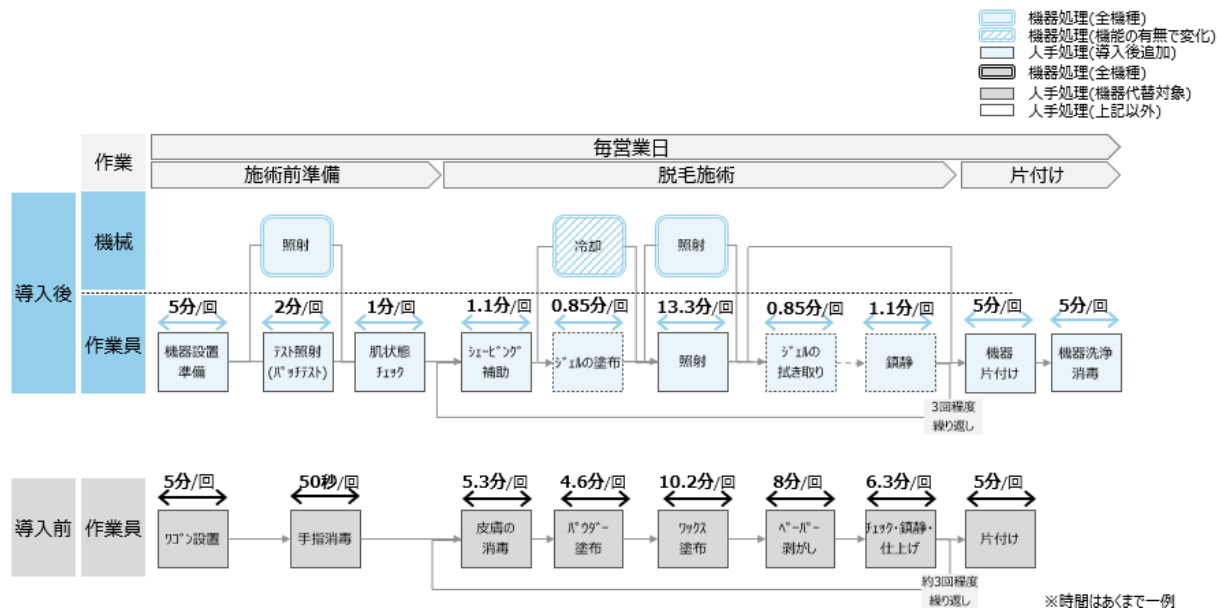 機器処理(全機種)
機器処理(機能の有無で変化)
人手処理(導入後追加)
機器処理(全機種)
人手処理(機器代替対象)
人手処理(上記以外)
作業
毎営業日
施術前準備
脱毛施術
片付け
導入後
機械
照射
冷却
照射
作業員
5分/回
2分/回
1分/回
1.1分/回
0.85分/回
13.3分/回
0.85分/回
1.1分/回
5分/回
5分/回
機器設置
準備
ﾃｽﾄ照射
(ﾊﾟｯﾁﾃｽﾄ)
肌状態
ﾁｪｯｸ
ｼｪｰﾋﾞﾝｸﾞ
補助
ｼﾞｪﾙの塗布
照射
ｼﾞｪﾙの
拭き取り
鎮静
機器
片付け
機器洗浄
消毒
3回程度
繰り返し
導入前
作業員
5分/回
50秒/回
5.3分/回
4.6分/回
10.2分/回
8分/回
6.3分/回
5分/回
ﾜｺﾞﾝ設置
手指消毒
皮膚の
消毒
ﾊﾟｳﾀﾞｰ
塗布
ﾜｯｸｽ
塗布
ﾍﾟｰﾊﾟｰ
剥がし
ﾁｪｯｸ・鎮静・
仕上げ
片付け
約3回程度
繰り返し
※時間はあくまで一例